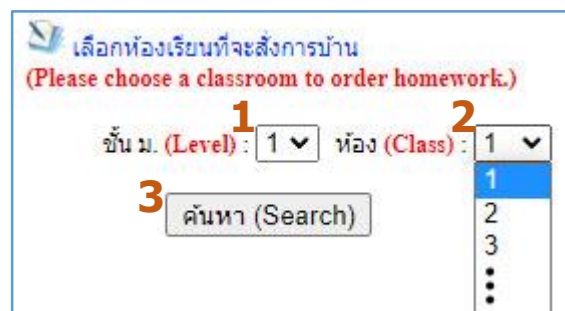 เลือกห้องเรียนที่จะสั่งการบ้าน
(Please choose a classroom to order homework.)
1 2
ชั้น ม. (Level) : 1 ห้อง (Class) : 1
1
3 ค้นหา (Search) 2
3